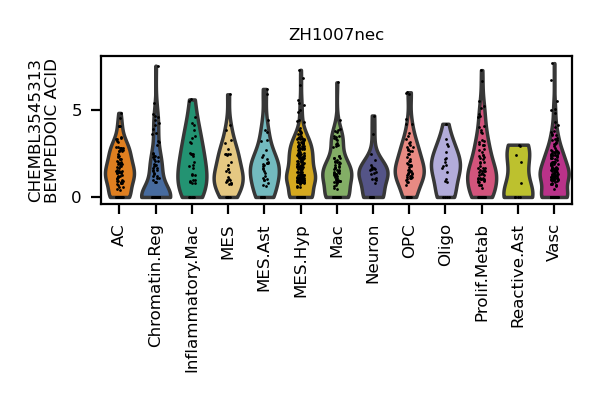 ZH1007nec
CHEMBL3545313
BEMPEDOIC ACID
5
0
AC
Chromatin.Reg
Inflammatory.Mac
MES
MES.Ast
MES.Hyp
Mac
Neuron
OPC
Oligo
Prolif.Metab
Reactive.Ast
Vasc